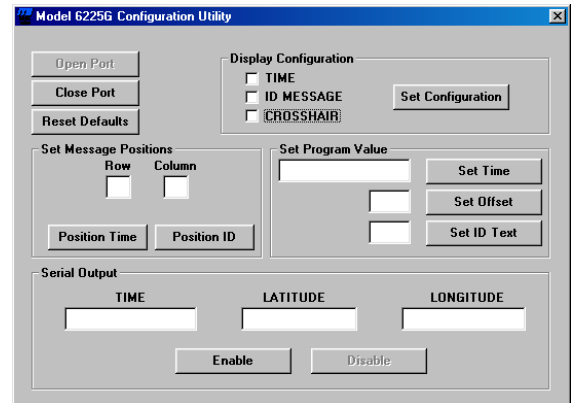 Model 6225G Configuration Utility
Open Port
Close Port
Reset Defaults
Display Configuration
TIME
ID MESSAGE
CROSSHAIR
Set Configuration
Set Message Positions
Row Column
Position Time Position ID
Set Program Value
Set Time
Set Offset
Set ID Text
Serial Output
TIME LATITUDE LONGITUDE
Enable Disable